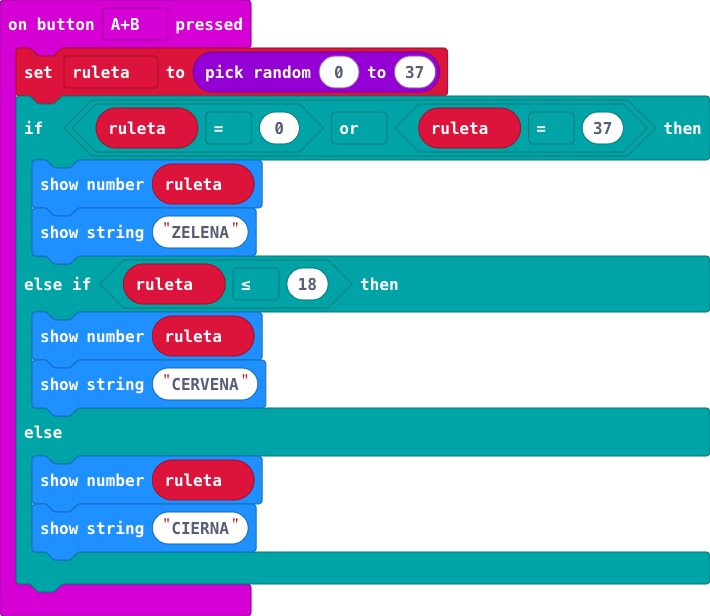 on button A+B pressed
set ruleta to pick random 0 to 37
if ruleta = 0 or ruleta = 37 then
show number ruleta
show string "ZELENA"
else if ruleta ≤ 18 then
show number ruleta
show string "CERVENA"
else
show number ruleta
show string "CIERNA"